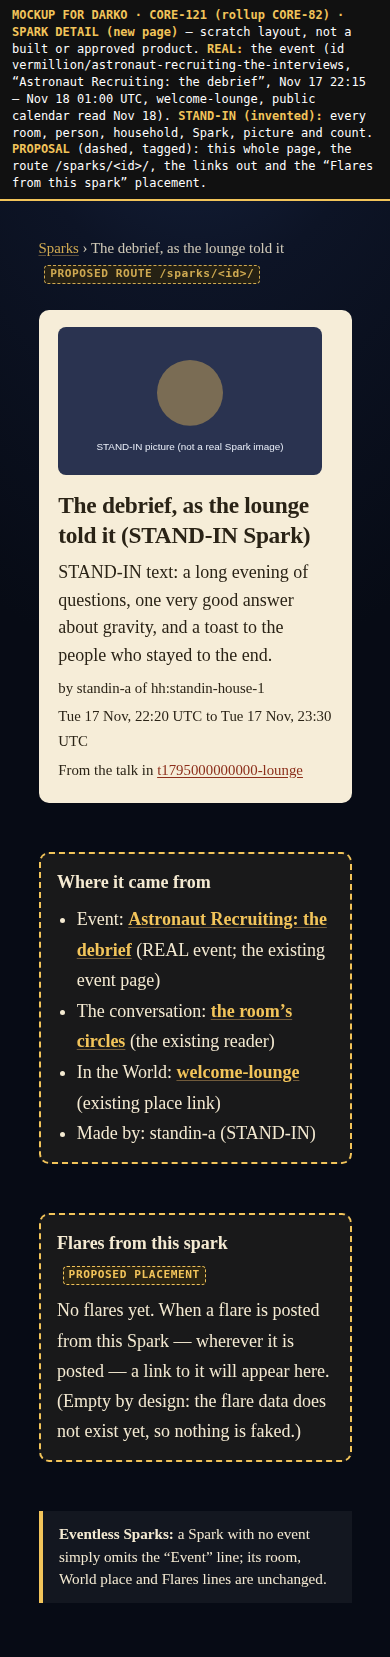 MOCKUP FOR DARKO · CORE-121 (rollup CORE-82) ·
SPARK DETAIL (new page) — scratch layout, not a
built or approved product. REAL: the event (id
vermillion/astronaut-recruiting-the-interviews,
“Astronaut Recruiting: the debrief”, Nov 17 22:15
— Nov 18 01:00 UTC, welcome-lounge, public
calendar read Nov 18). STAND-IN (invented): every
room, person, household, Spark, picture and count.
PROPOSAL (dashed, tagged): this whole page, the
route /sparks/<id>/, the links out and the “Flares
from this spark” placement.
Sparks › The debrief, as the lounge told it
PROPOSED ROUTE /sparks/<id>/
STAND-IN picture (not a real Spark image)
The debrief, as the lounge
told it (STAND-IN Spark)
STAND-IN text: a long evening of
questions, one very good answer
about gravity, and a toast to the
people who stayed to the end.
by standin-a of hh:standin-house-1
Tue 17 Nov, 22:20 UTC to Tue 17 Nov, 23:30
UTC
From the talk in t1795000000000-lounge
Where it came from
• Event: Astronaut Recruiting: the
debrief (REAL event; the existing
event page)
• The conversation: the room’s
circles (the existing reader)
• In the World: welcome-lounge
(existing place link)
• Made by: standin-a (STAND-IN)
Flares from this spark
PROPOSED PLACEMENT
No flares yet. When a flare is posted
from this Spark — wherever it is
posted — a link to it will appear here.
(Empty by design: the flare data does
not exist yet, so nothing is faked.)
Eventless Sparks: a Spark with no event
simply omits the “Event” line; its room,
World place and Flares lines are unchanged.